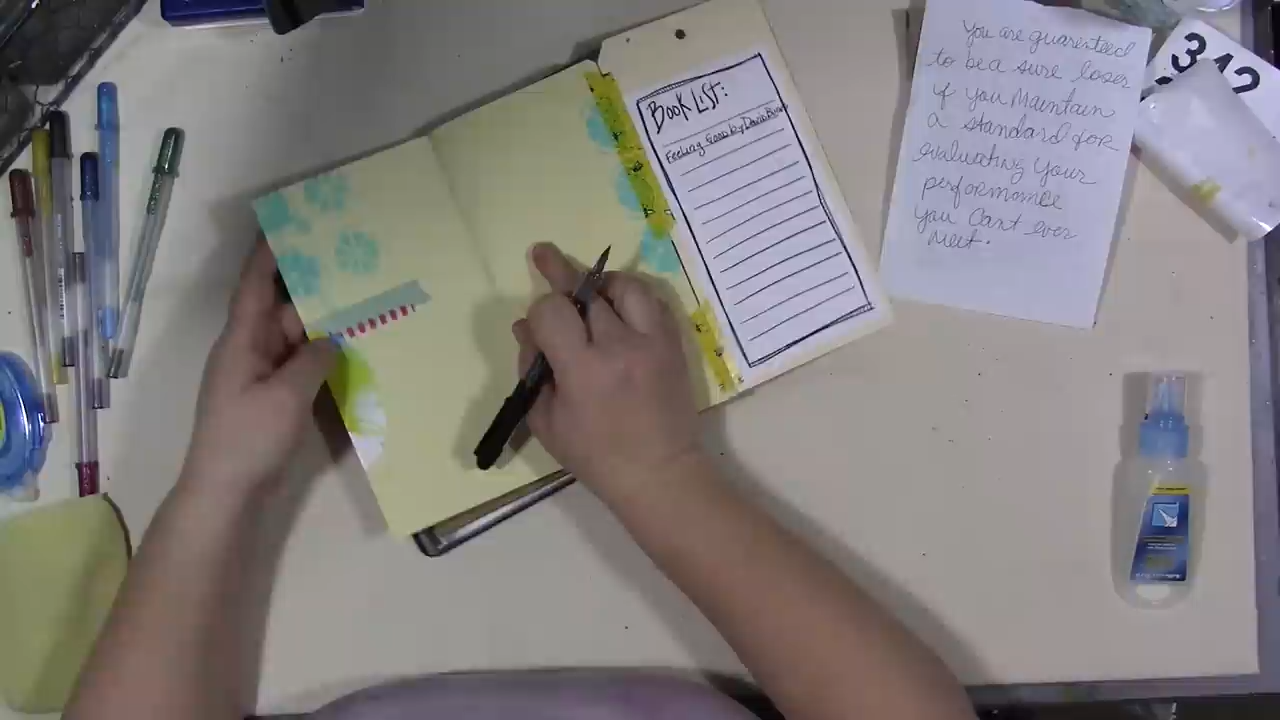 BOOK LIST:
Feeling Good by David Burns
You are guarenteed
to be a sure loser
if you Maintain
a standard for
evaluating your
performance
you Can't ever
Meet.
342